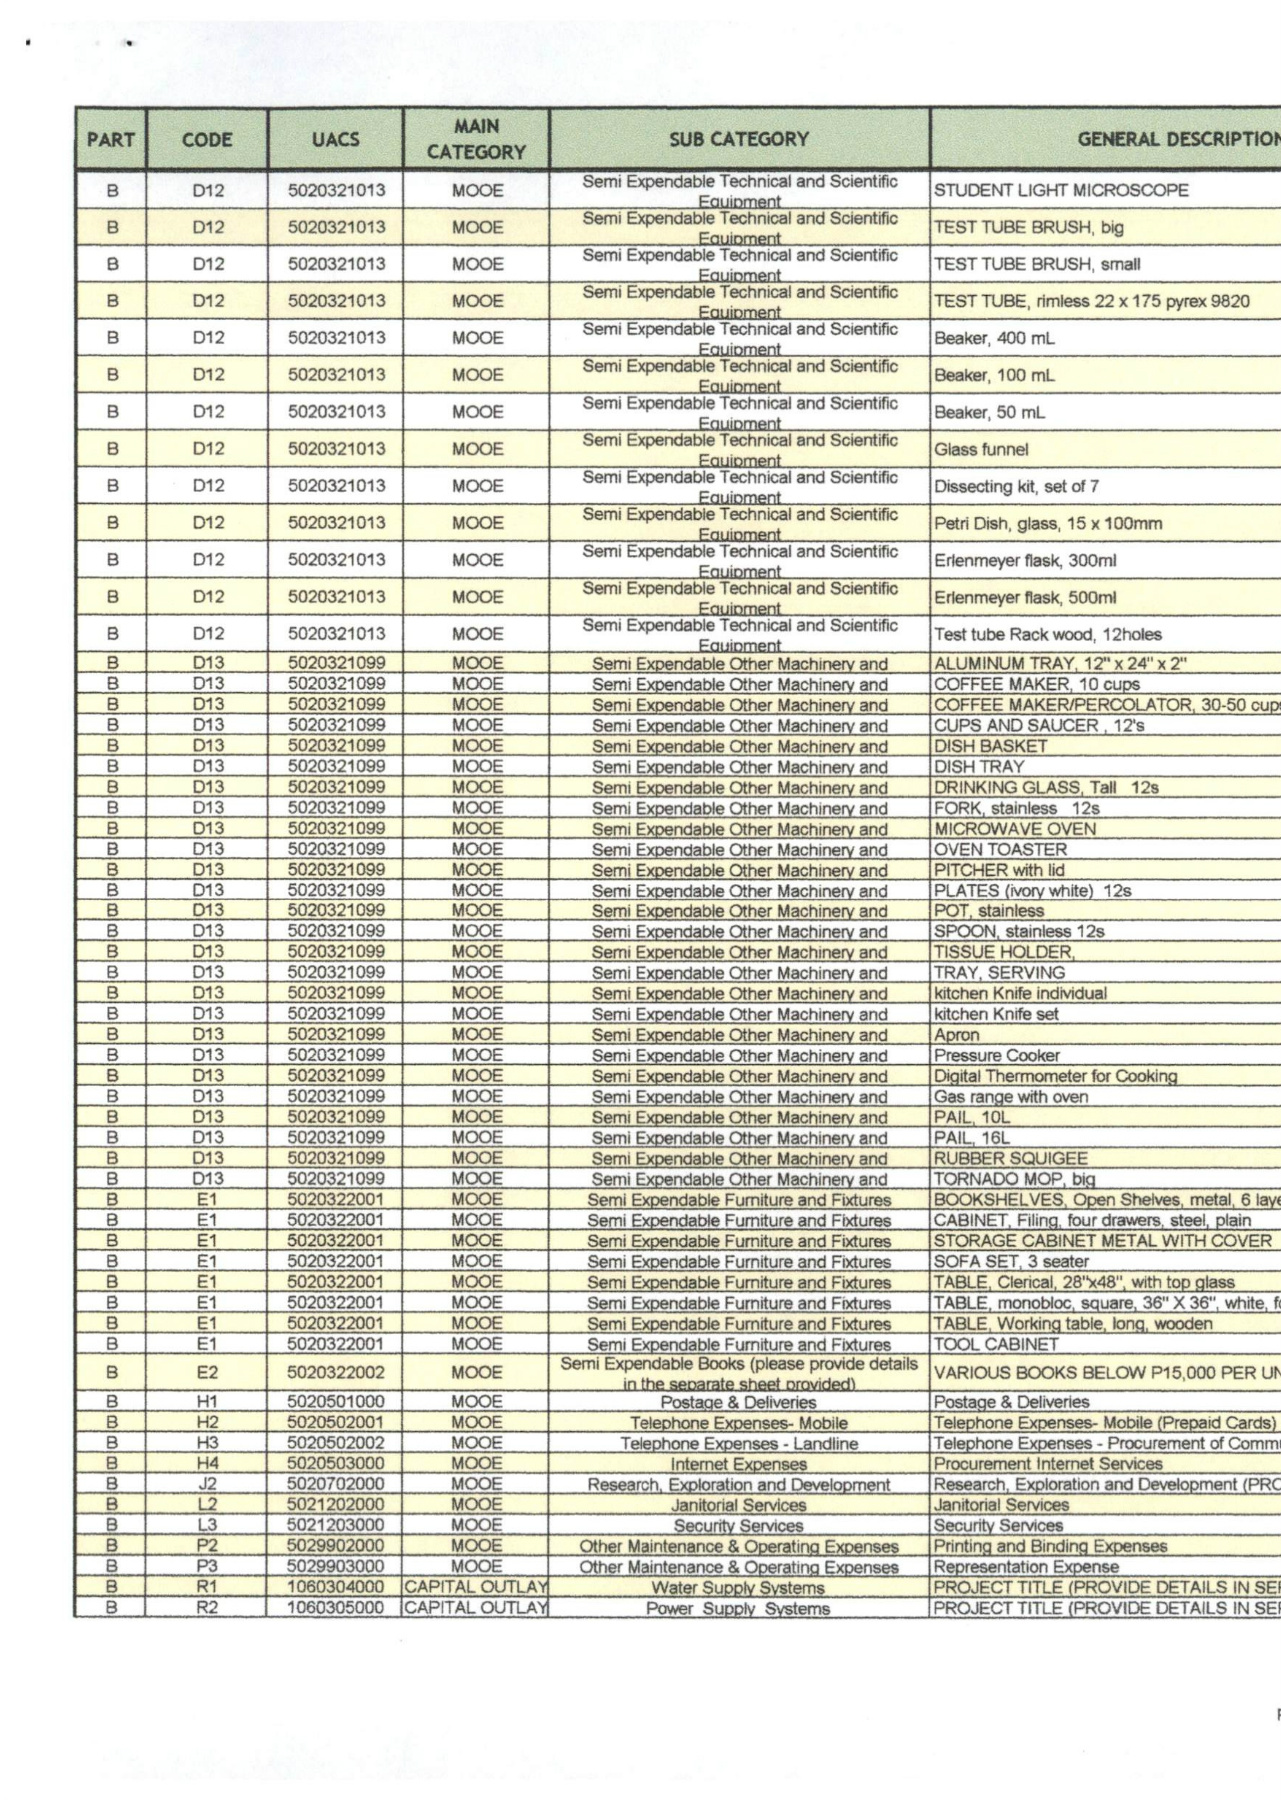 PART CODE UACS MAIN CATEGORY SUB CATEGORY GENERAL DESCRIPTION
B D12 5020321013 MOOE Semi Expendable Technical and Scientific Equipment STUDENT LIGHT MICROSCOPE
B D12 5020321013 MOOE Semi Expendable Technical and Scientific Equipment TEST TUBE BRUSH, big
B D12 5020321013 MOOE Semi Expendable Technical and Scientific Equipment TEST TUBE BRUSH, small
B D12 5020321013 MOOE Semi Expendable Technical and Scientific Equipment TEST TUBE, rimless 22 x 175 pyrex 9820
B D12 5020321013 MOOE Semi Expendable Technical and Scientific Equipment Beaker, 400 mL
B D12 5020321013 MOOE Semi Expendable Technical and Scientific Equipment Beaker, 100 mL
B D12 5020321013 MOOE Semi Expendable Technical and Scientific Equipment Beaker, 50 mL
B D12 5020321013 MOOE Semi Expendable Technical and Scientific Equipment Glass funnel
B D12 5020321013 MOOE Semi Expendable Technical and Scientific Equipment Dissecting kit, set of 7
B D12 5020321013 MOOE Semi Expendable Technical and Scientific Equipment Petri Dish, glass, 15 x 100mm
B D12 5020321013 MOOE Semi Expendable Technical and Scientific Equipment Erlenmeyer flask, 300ml
B D12 5020321013 MOOE Semi Expendable Technical and Scientific Equipment Erlenmeyer flask, 500ml
B D12 5020321013 MOOE Semi Expendable Technical and Scientific Equipment Test tube Rack wood, 12holes
B D13 5020321099 MOOE Semi Expendable Other Machinery and ALUMINUM TRAY, 12" x 24" x 2"
B D13 5020321099 MOOE Semi Expendable Other Machinery and COFFEE MAKER, 10 cups
B D13 5020321099 MOOE Semi Expendable Other Machinery and COFFEE MAKER/PERCOLATOR, 30-50 cups
B D13 5020321099 MOOE Semi Expendable Other Machinery and CUPS AND SAUCER , 12's
B D13 5020321099 MOOE Semi Expendable Other Machinery and DISH BASKET
B D13 5020321099 MOOE Semi Expendable Other Machinery and DISH TRAY
B D13 5020321099 MOOE Semi Expendable Other Machinery and DRINKING GLASS, Tall 12s
B D13 5020321099 MOOE Semi Expendable Other Machinery and FORK, stainless 12s
B D13 5020321099 MOOE Semi Expendable Other Machinery and MICROWAVE OVEN
B D13 5020321099 MOOE Semi Expendable Other Machinery and OVEN TOASTER
B D13 5020321099 MOOE Semi Expendable Other Machinery and PITCHER with lid
B D13 5020321099 MOOE Semi Expendable Other Machinery and PLATES (ivory white) 12s
B D13 5020321099 MOOE Semi Expendable Other Machinery and POT, stainless
B D13 5020321099 MOOE Semi Expendable Other Machinery and SPOON, stainless 12s
B D13 5020321099 MOOE Semi Expendable Other Machinery and TISSUE HOLDER,
B D13 5020321099 MOOE Semi Expendable Other Machinery and TRAY, SERVING
B D13 5020321099 MOOE Semi Expendable Other Machinery and kitchen Knife individual
B D13 5020321099 MOOE Semi Expendable Other Machinery and kitchen Knife set
B D13 5020321099 MOOE Semi Expendable Other Machinery and Apron
B D13 5020321099 MOOE Semi Expendable Other Machinery and Pressure Cooker
B D13 5020321099 MOOE Semi Expendable Other Machinery and Digital Thermometer for Cooking
B D13 5020321099 MOOE Semi Expendable Other Machinery and Gas range with oven
B D13 5020321099 MOOE Semi Expendable Other Machinery and PAIL, 10L
B D13 5020321099 MOOE Semi Expendable Other Machinery and PAIL, 16L
B D13 5020321099 MOOE Semi Expendable Other Machinery and RUBBER SQUIGEE
B D13 5020321099 MOOE Semi Expendable Other Machinery and TORNADO MOP, big
B E1 5020322001 MOOE Semi Expendable Furniture and Fixtures BOOKSHELVES, Open Shelves, metal, 6 laye
B E1 5020322001 MOOE Semi Expendable Furniture and Fixtures CABINET, Filing, four drawers, steel, plain
B E1 5020322001 MOOE Semi Expendable Furniture and Fixtures STORAGE CABINET METAL WITH COVER
B E1 5020322001 MOOE Semi Expendable Furniture and Fixtures SOFA SET, 3 seater
B E1 5020322001 MOOE Semi Expendable Furniture and Fixtures TABLE, Clerical, 28"x48", with top glass
B E1 5020322001 MOOE Semi Expendable Furniture and Fixtures TABLE, monobloc, square, 36" X 36", white, fo
B E1 5020322001 MOOE Semi Expendable Furniture and Fixtures TABLE, Working table, long, wooden
B E1 5020322001 MOOE Semi Expendable Furniture and Fixtures TOOL CABINET
B E2 5020322002 MOOE Semi Expendable Books (please provide details in the separate sheet provided) VARIOUS BOOKS BELOW P15,000 PER UN
B H1 5020501000 MOOE Postage & Deliveries Postage & Deliveries
B H2 5020502001 MOOE Telephone Expenses- Mobile Telephone Expenses- Mobile (Prepaid Cards)
B H3 5020502002 MOOE Telephone Expenses - Landline Telephone Expenses - Procurement of Commu
B H4 5020503000 MOOE Internet Expenses Procurement Internet Services
B J2 5020702000 MOOE Research, Exploration and Development Research, Exploration and Development (PRO
B L2 5021202000 MOOE Janitorial Services Janitorial Services
B L3 5021203000 MOOE Security Services Security Services
B P2 5029902000 MOOE Other Maintenance & Operating Expenses Printing and Binding Expenses
B P3 5029903000 MOOE Other Maintenance & Operating Expenses Representation Expense
B R1 1060304000 CAPITAL OUTLAY Water Supply Systems PROJECT TITLE (PROVIDE DETAILS IN SEP
B R2 1060305000 CAPITAL OUTLAY Power Supply Systems PROJECT TITLE (PROVIDE DETAILS IN SEP